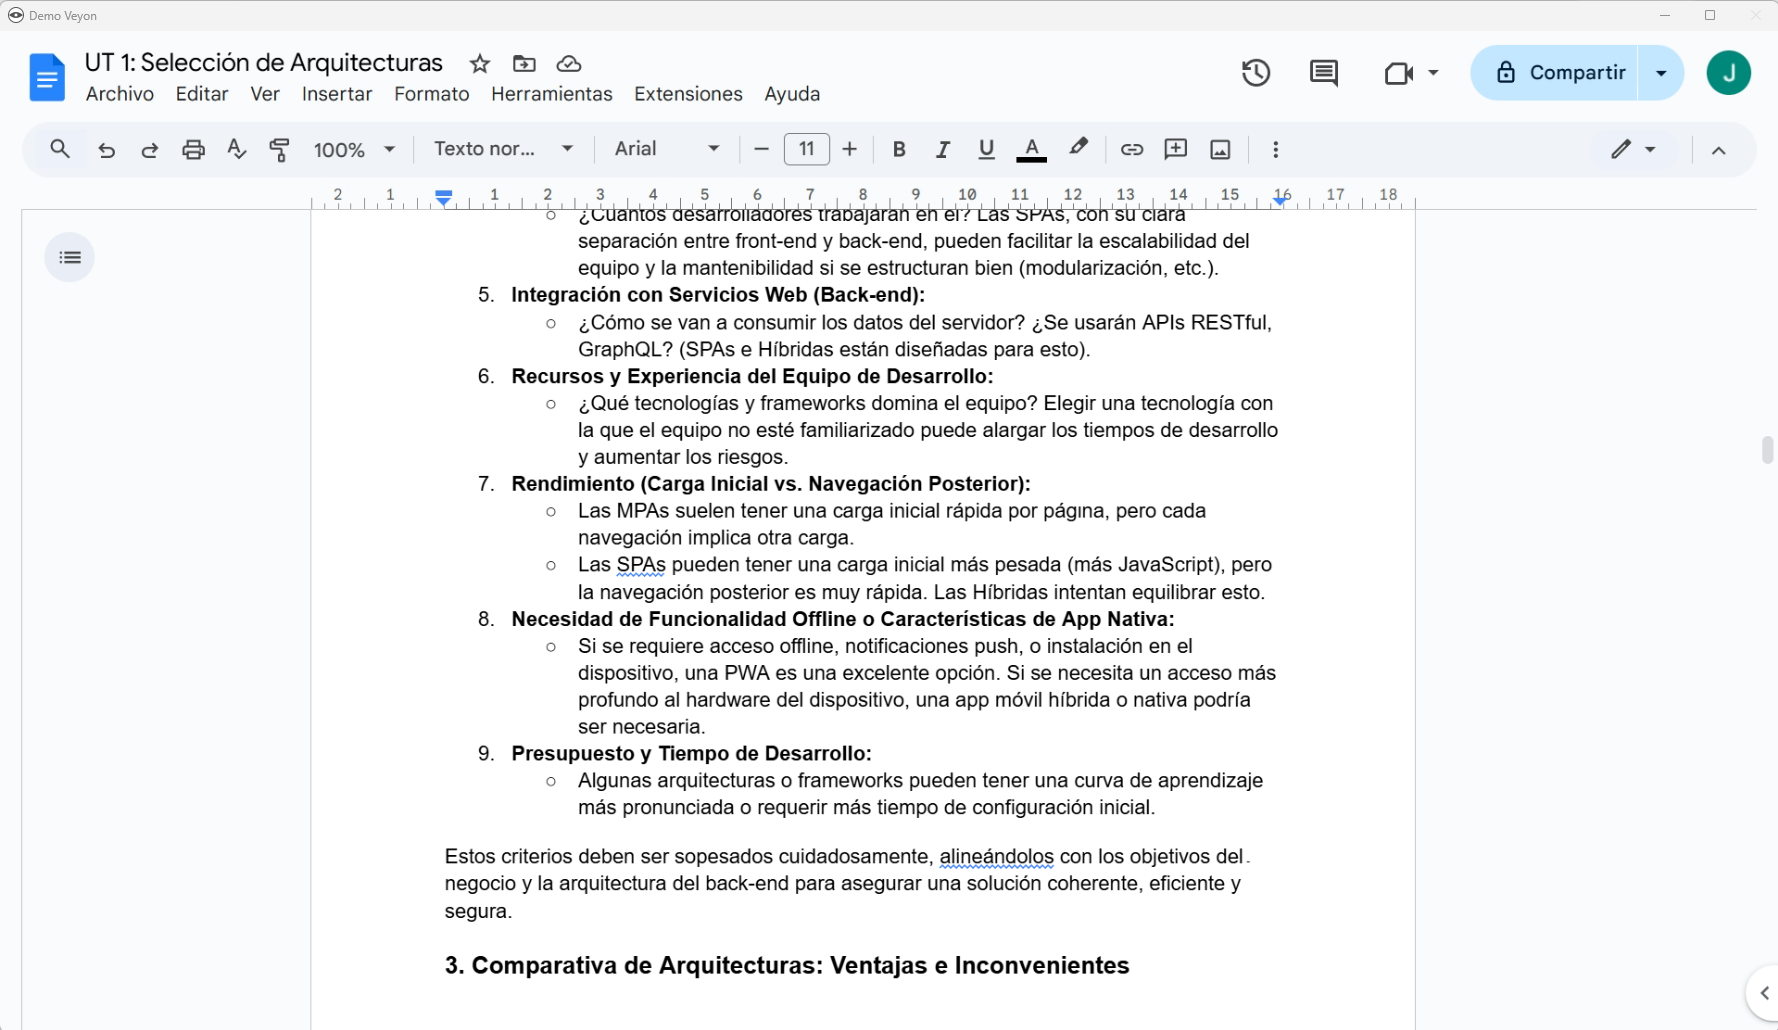 Demo Veyon
UT 1: Selección de Arquitecturas
Archivo Editar Ver Insertar Formato Herramientas Extensiones Ayuda
Compartir
J
100% Texto nor... Arial 11 B I U A
2 1 1 2 3 4 5 6 7 8 9 10 11 12 13 14 15 16 17 18
¿Cuántos desarrolladores trabajarán en él? Las SPAs, con su clara
separación entre front-end y back-end, pueden facilitar la escalabilidad del
equipo y la mantenibilidad si se estructuran bien (modularización, etc.).
5. Integración con Servicios Web (Back-end):
¿Cómo se van a consumir los datos del servidor? ¿Se usarán APIs RESTful,
GraphQL? (SPAs e Híbridas están diseñadas para esto).
6. Recursos y Experiencia del Equipo de Desarrollo:
¿Qué tecnologías y frameworks domina el equipo? Elegir una tecnología con
la que el equipo no esté familiarizado puede alargar los tiempos de desarrollo
y aumentar los riesgos.
7. Rendimiento (Carga Inicial vs. Navegación Posterior):
Las MPAs suelen tener una carga inicial rápida por página, pero cada
navegación implica otra carga.
Las SPAs pueden tener una carga inicial más pesada (más JavaScript), pero
la navegación posterior es muy rápida. Las Híbridas intentan equilibrar esto.
8. Necesidad de Funcionalidad Offline o Características de App Nativa:
Si se requiere acceso offline, notificaciones push, o instalación en el
dispositivo, una PWA es una excelente opción. Si se necesita un acceso más
profundo al hardware del dispositivo, una app móvil híbrida o nativa podría
ser necesaria.
9. Presupuesto y Tiempo de Desarrollo:
Algunas arquitecturas o frameworks pueden tener una curva de aprendizaje
más pronunciada o requerir más tiempo de configuración inicial.
Estos criterios deben ser sopesados cuidadosamente, alineándolos con los objetivos del
negocio y la arquitectura del back-end para asegurar una solución coherente, eficiente y
segura.
3. Comparativa de Arquitecturas: Ventajas e Inconvenientes